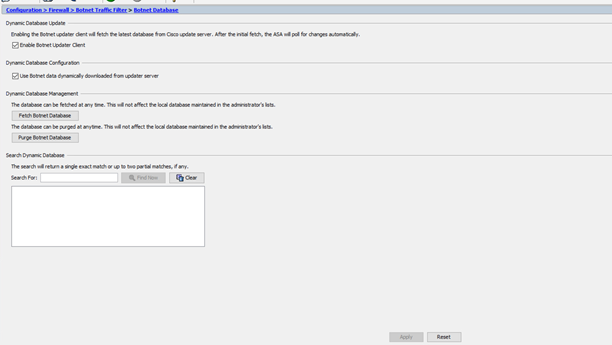 Configuration > Firewall > Botnet Traffic Filter > Botnet Database
Dynamic Database Update
Enabling the Botnet updater client will fetch the latest database from Cisco update server. After the initial fetch, the ASA will poll for changes automatically.
Enable Botnet Updater Client
Dynamic Database Configuration
Use Botnet data dynamically downloaded from updater server
Dynamic Database Management
The database can be fetched at any time. This will not affect the local database maintained in the administrator's lists.
Fetch Botnet Database
The database can be purged at anytime. This will not affect the local database maintained in the administrator's lists.
Purge Botnet Database
Search Dynamic Database
The search will return a single exact match or up to two partial matches, if any.
Search For: Find Now Clear
Apply Reset